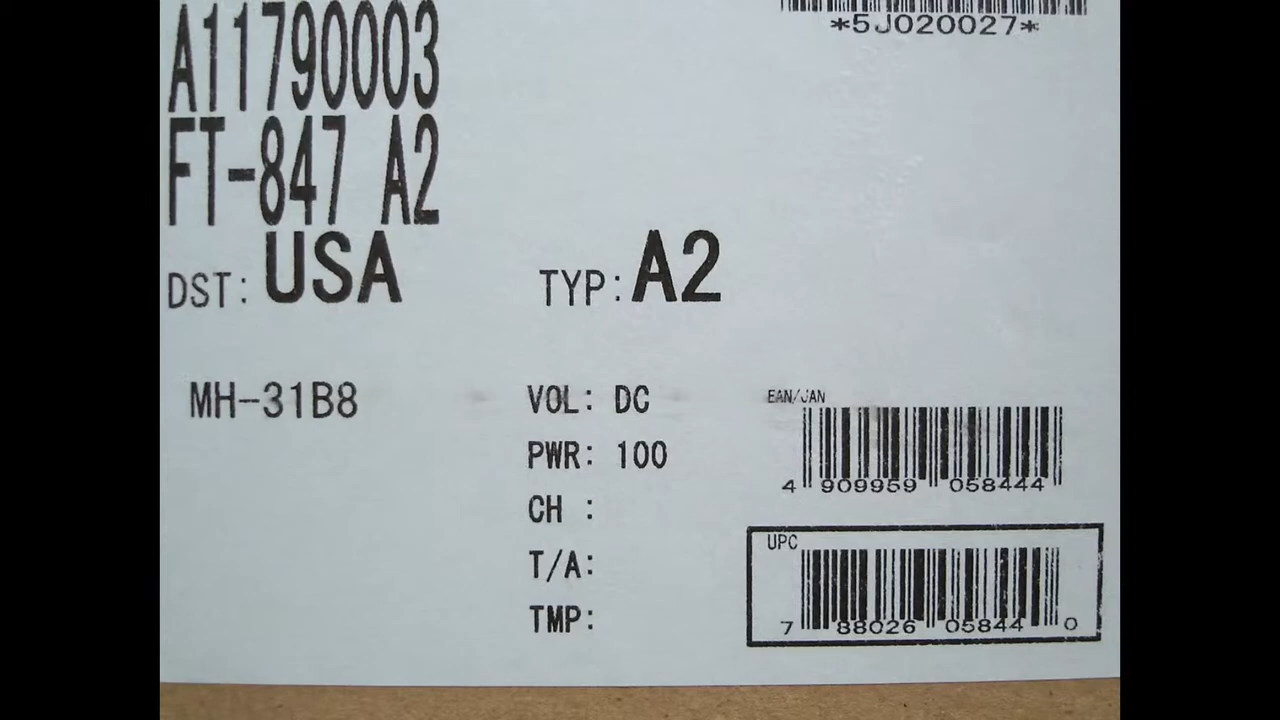 *5J020027*
A11790003
FT-847 A2
DST: USA TYP: A2
MH-31B8
VOL: DC
PWR: 100
CH :
T/A:
TMP:
EAN/JAN
4 909959 058444
UPC
7 88026 05844 0